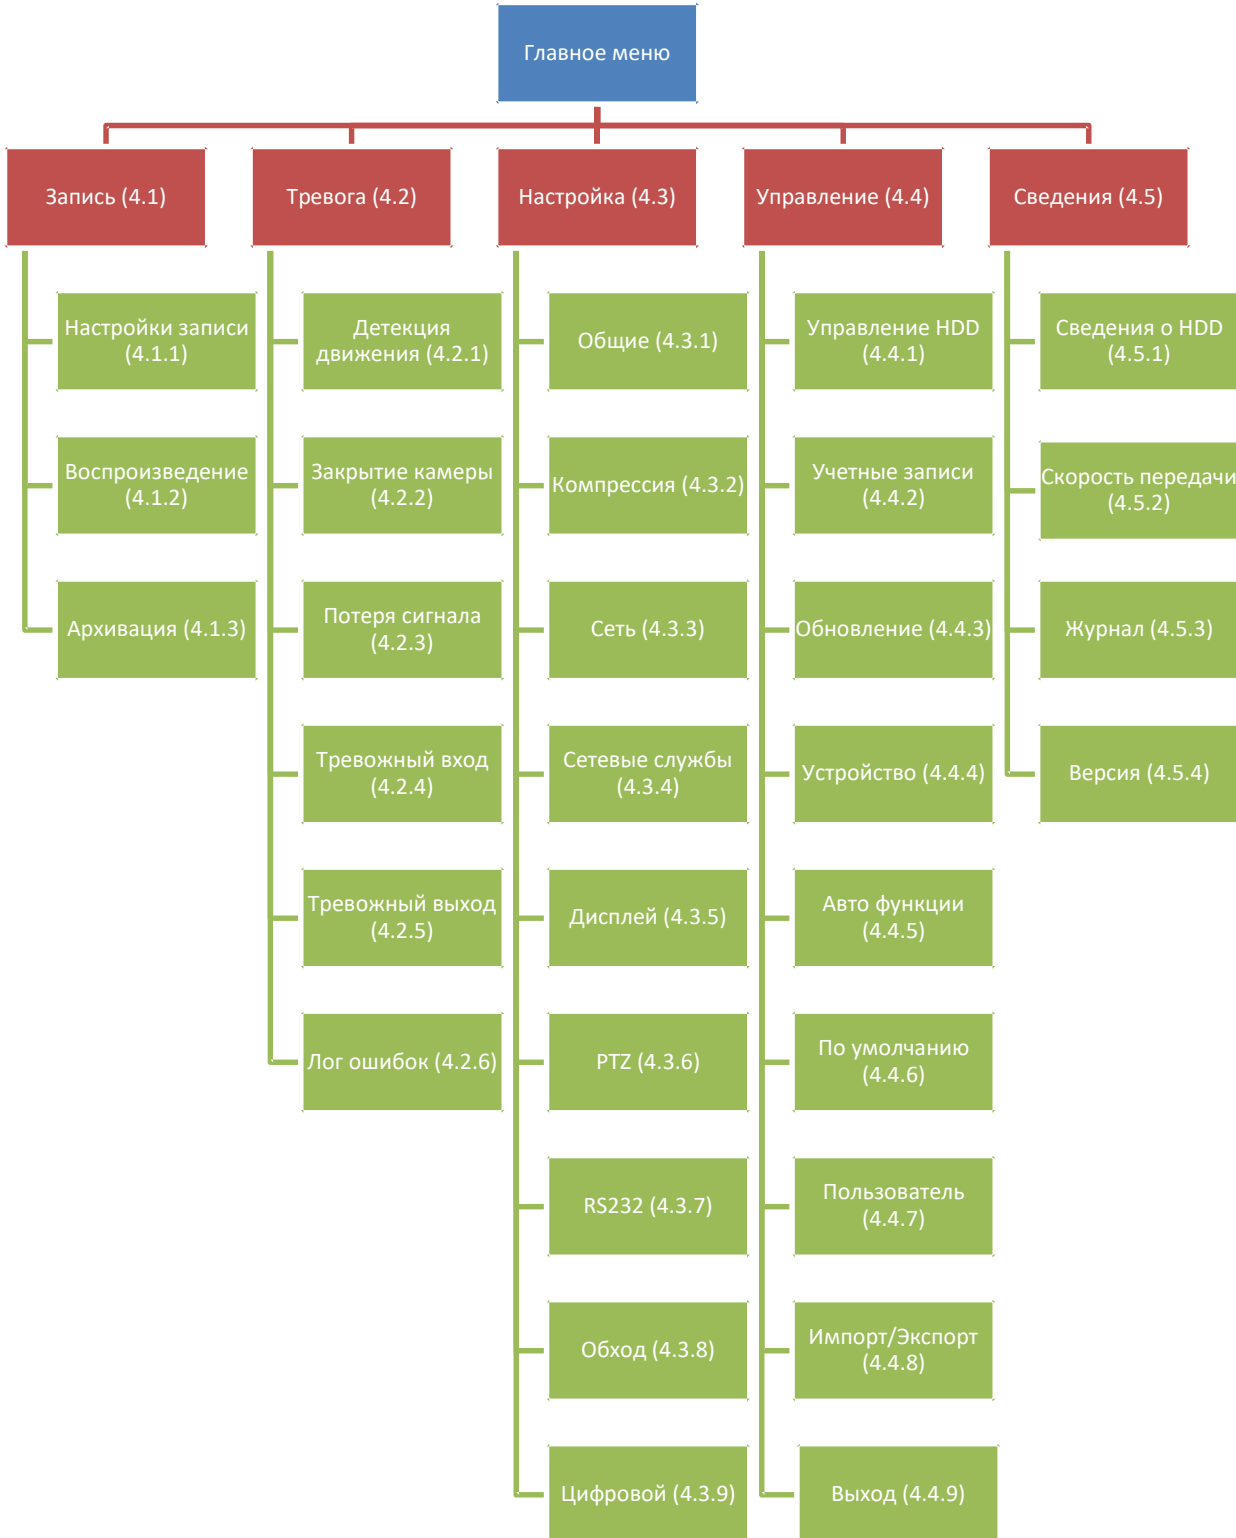 Главное меню
Запись (4.1)
Тревога (4.2)
Настройка (4.3)
Управление (4.4)
Сведения (4.5)
Настройки записи
(4.1.1)
Воспроизведение
(4.1.2)
Архивация (4.1.3)
Детекция
движения (4.2.1)
Закрытие камеры
(4.2.2)
Потеря сигнала
(4.2.3)
Тревожный вход
(4.2.4)
Тревожный выход
(4.2.5)
Лог ошибок (4.2.6)
Общие (4.3.1)
Компрессия (4.3.2)
Сеть (4.3.3)
Сетевые службы
(4.3.4)
Дисплей (4.3.5)
PTZ (4.3.6)
RS232 (4.3.7)
Обход (4.3.8)
Цифровой (4.3.9)
Управление HDD
(4.4.1)
Учетные записи
(4.4.2)
Обновление (4.4.3)
Устройство (4.4.4)
Авто функции
(4.4.5)
По умолчанию
(4.4.6)
Пользователь
(4.4.7)
Импорт/Экспорт
(4.4.8)
Выход (4.4.9)
Сведения о HDD
(4.5.1)
Скорость передачи
(4.5.2)
Журнал (4.5.3)
Версия (4.5.4)